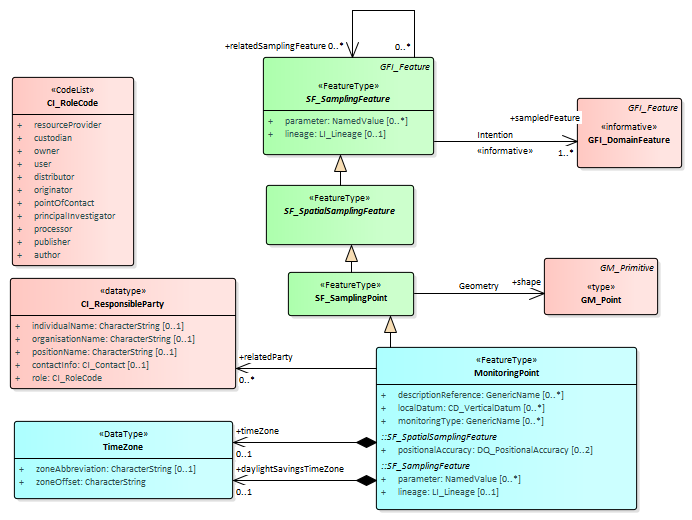 +relatedSamplingFeature 0..*
0..*
GFI_Feature
«FeatureType»
SF_SamplingFeature
+ parameter: NamedValue [0..*]
+ lineage: LI_Lineage [0..1]
«CodeList»
CI_RoleCode
+ resourceProvider
+ custodian
+ owner
+ user
+ distributor
+ originator
+ pointOfContact
+ principalInvestigator
+ processor
+ publisher
+ author
+sampledFeature
Intention
«informative»
1..*
GFI_Feature
«informative»
GFI_DomainFeature
«FeatureType»
SF_SpatialSamplingFeature
«FeatureType»
SF_SamplingPoint
Geometry
+shape
GM_Primitive
«type»
GM_Point
«datatype»
CI_ResponsibleParty
+ individualName: CharacterString [0..1]
+ organisationName: CharacterString [0..1]
+ positionName: CharacterString [0..1]
+ contactInfo: CI_Contact [0..1]
+ role: CI_RoleCode
+relatedParty
0..*
«FeatureType»
MonitoringPoint
+ descriptionReference: GenericName [0..*]
+ localDatum: CD_VerticalDatum [0..*]
+ monitoringType: GenericName [0..*]
::SF_SpatialSamplingFeature
+ positionalAccuracy: DQ_PositionalAccuracy [0..2]
::SF_SamplingFeature
+ parameter: NamedValue [0..*]
+ lineage: LI_Lineage [0..1]
+timeZone
0..1
+daylightSavingsTimeZone
0..1
«DataType»
TimeZone
+ zoneAbbreviation: CharacterString [0..1]
+ zoneOffset: CharacterString